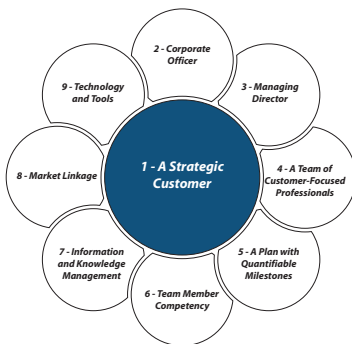 1 - A Strategic
Customer
2 - Corporate
Officer
3 - Managing
Director
4 - A Team of
Customer-Focused
Professionals
5 - A Plan with
Quantifiable
Milestones
6 - Team Member
Competency
7 - Information
and Knowledge
Management
8 - Market Linkage
9 - Technology
and Tools